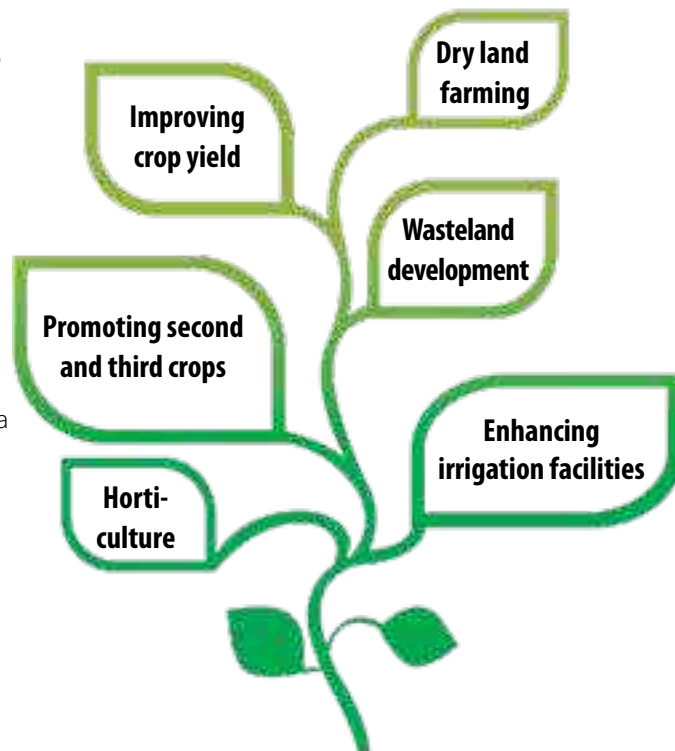 Dry land
farming
Improving
crop yield
Wasteland
development
Promoting second
and third crops
a
Enhancing
irrigation facilities
Horti-
culture